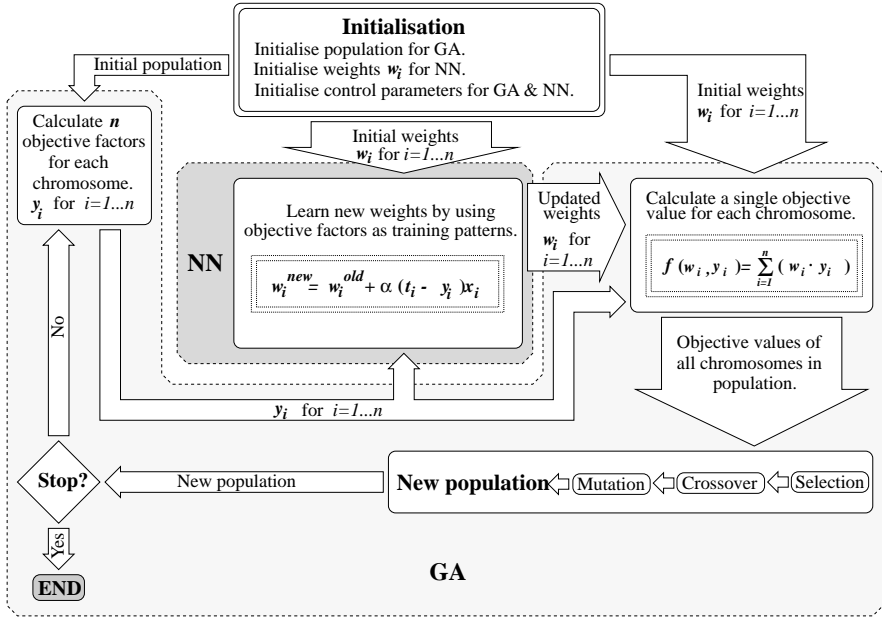 Initialisation
Initialise population for GA.
Initialise weights w_i for NN.
Initialise control parameters for GA & NN.
Initial population
Initial weights
w_i for i=1...n
Initial weights
w_i for i=1...n
Calculate n
objective factors
for each
chromosome.
y_i for i=1...n
NN
Learn new weights by using
objective factors as training patterns.
w_i^new = w_i^old + α (t_i - y_i)x_i
Updated
weights
w_i for
i=1...n
Calculate a single objective
value for each chromosome.
f (w_i, y_i)= ∑_{i=1}^{n} ( w_i · y_i )
No
Objective values of
all chromosomes in
population.
y_i for i=1...n
Stop?
New population
New population
Mutation
Crossover
Selection
Yes
END
GA